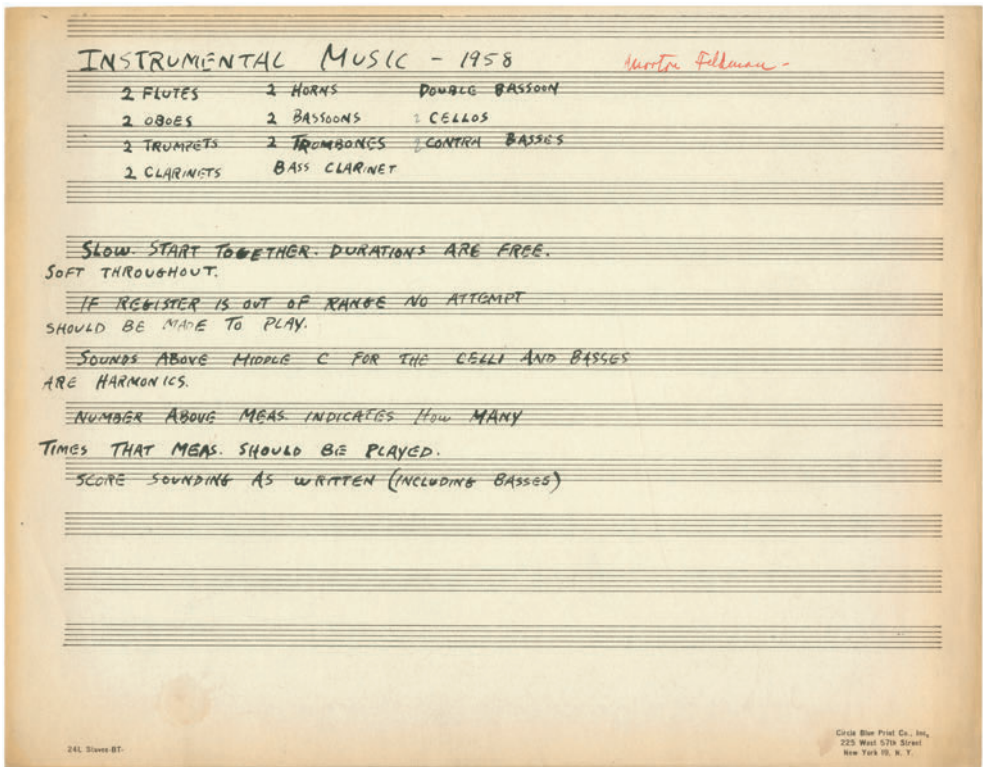 INSTRUMENTAL MUSIC - 1958 Morton Feldman -
2 FLUTES 2 HORNS DOUBLE BASSOON
2 OBOES 2 BASSOONS 2 CELLOS
2 TRUMPETS 2 TROMBONES 2 CONTRA BASSES
2 CLARINETS BASS CLARINET
SLOW. START TOGETHER. DURATIONS ARE FREE.
SOFT THROUGHOUT.
IF REGISTER IS OUT OF RANGE NO ATTEMPT
SHOULD BE MADE TO PLAY.
SOUNDS ABOVE MIDDLE C FOR THE CELLI AND BASSES
ARE HARMONICS.
NUMBER ABOVE MEAS. INDICATES HOW MANY
TIMES THAT MEAS. SHOULD BE PLAYED.
SCORE SOUNDING AS WRITTEN (INCLUDING BASSES)
24L Staves-BT-
Circle Blue Print Co., Inc,
225 West 57th Street
New York 19, N. Y.